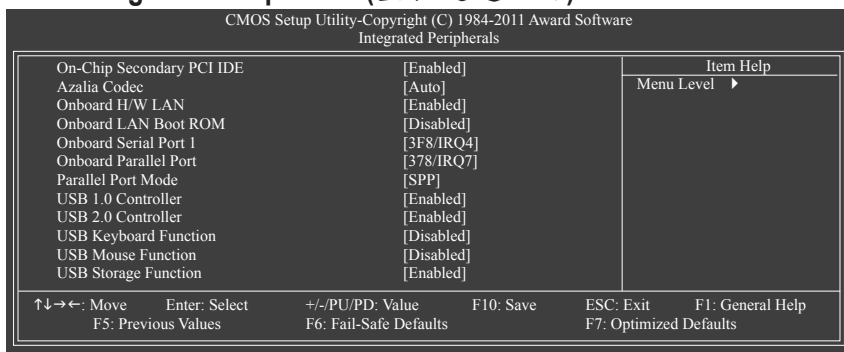 CMOS Setup Utility-Copyright (C) 1984-2011 Award Software
Integrated Peripherals
On-Chip Secondary PCI IDE [Enabled]
Azalia Codec [Auto]
Onboard H/W LAN [Enabled]
Onboard LAN Boot ROM [Disabled]
Onboard Serial Port 1 [3F8/IRQ4]
Onboard Parallel Port [378/IRQ7]
Parallel Port Mode [SPP]
USB 1.0 Controller [Enabled]
USB 2.0 Controller [Enabled]
USB Keyboard Function [Disabled]
USB Mouse Function [Disabled]
USB Storage Function [Enabled]
Item Help
Menu Level ▶
↑↓→←: Move Enter: Select +/-/PU/PD: Value F10: Save ESC: Exit F1: General Help
F5: Previous Values F6: Fail-Safe Defaults F7: Optimized Defaults